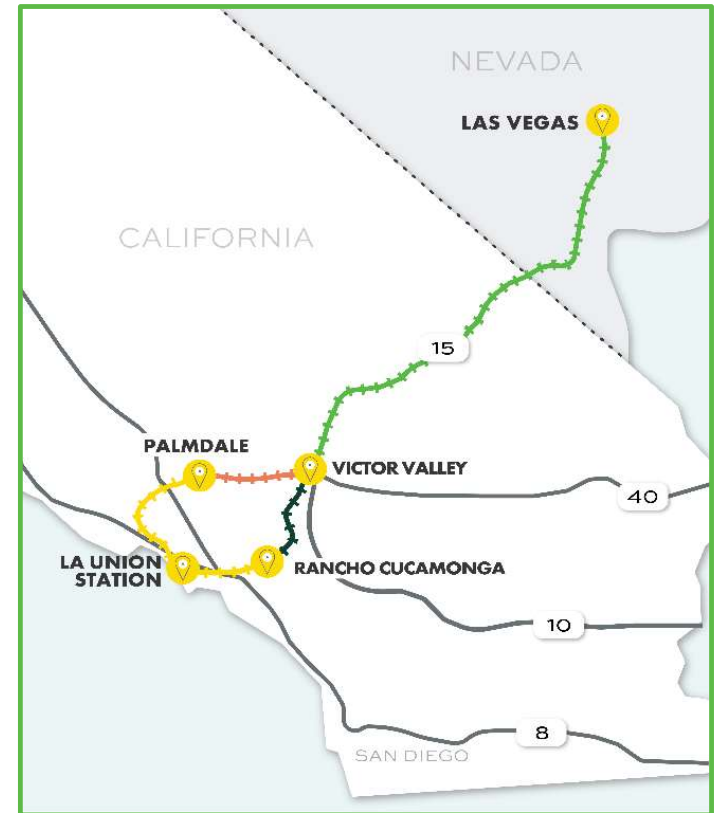 NEVADA
LAS VEGAS
CALIFORNIA
15
PALMDALE
VICTOR VALLEY
40
LA UNION
STATION
RANCHO CUCAMONGA
10
8
SAN DIEGO